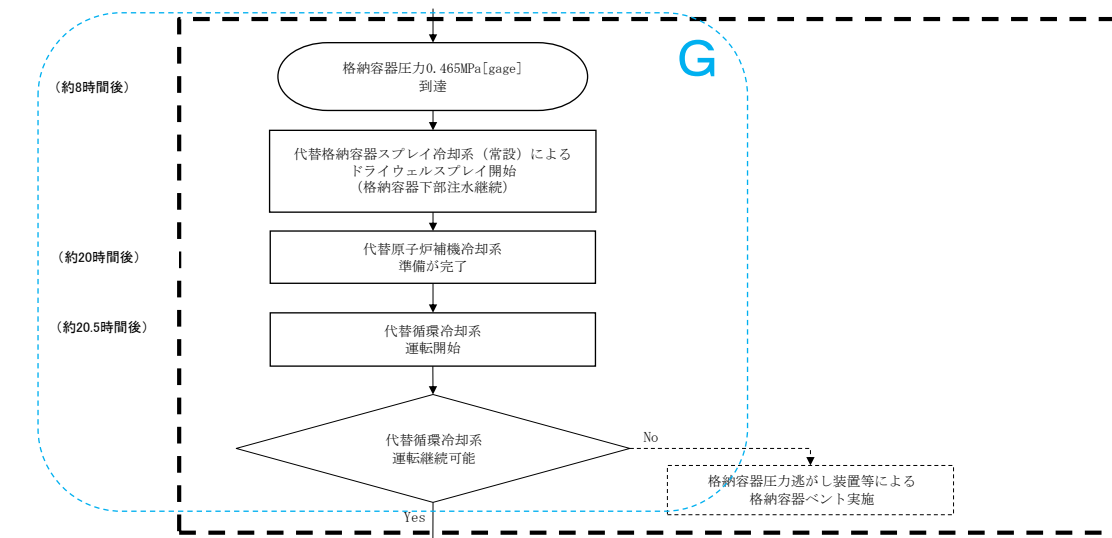 G
格納容器圧力0.465MPa[gage]
到達
（約8時間後）
代替格納容器スプレイ冷却系（常設）による
ドライウェルスプレイ開始
（格納容器下部注水継続）
代替原子炉補機冷却系
準備が完了
（約20時間後）
代替循環冷却系
運転開始
（約20.5時間後）
代替循環冷却系
運転継続可能
No
格納容器圧力逃がし装置等による
格納容器ベント実施
Yes